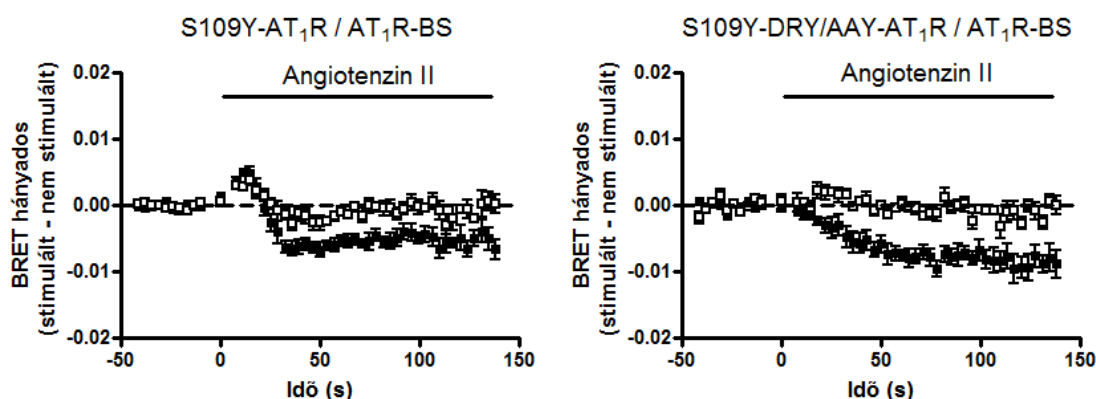 S109Y-AT₁R / AT₁R-BS
Angiotenzin II
BRET hányados
(stimulált - nem stimulált)
0.02
0.01
0.00
-0.01
-0.02
-50 0 50 100 150
Idő (s)
S109Y-DRY/AAY-AT₁R / AT₁R-BS
Angiotenzin II
BRET hányados
(stimulált - nem stimulált)
0.02
0.01
0.00
-0.01
-0.02
-50 0 50 100 150
Idő (s)